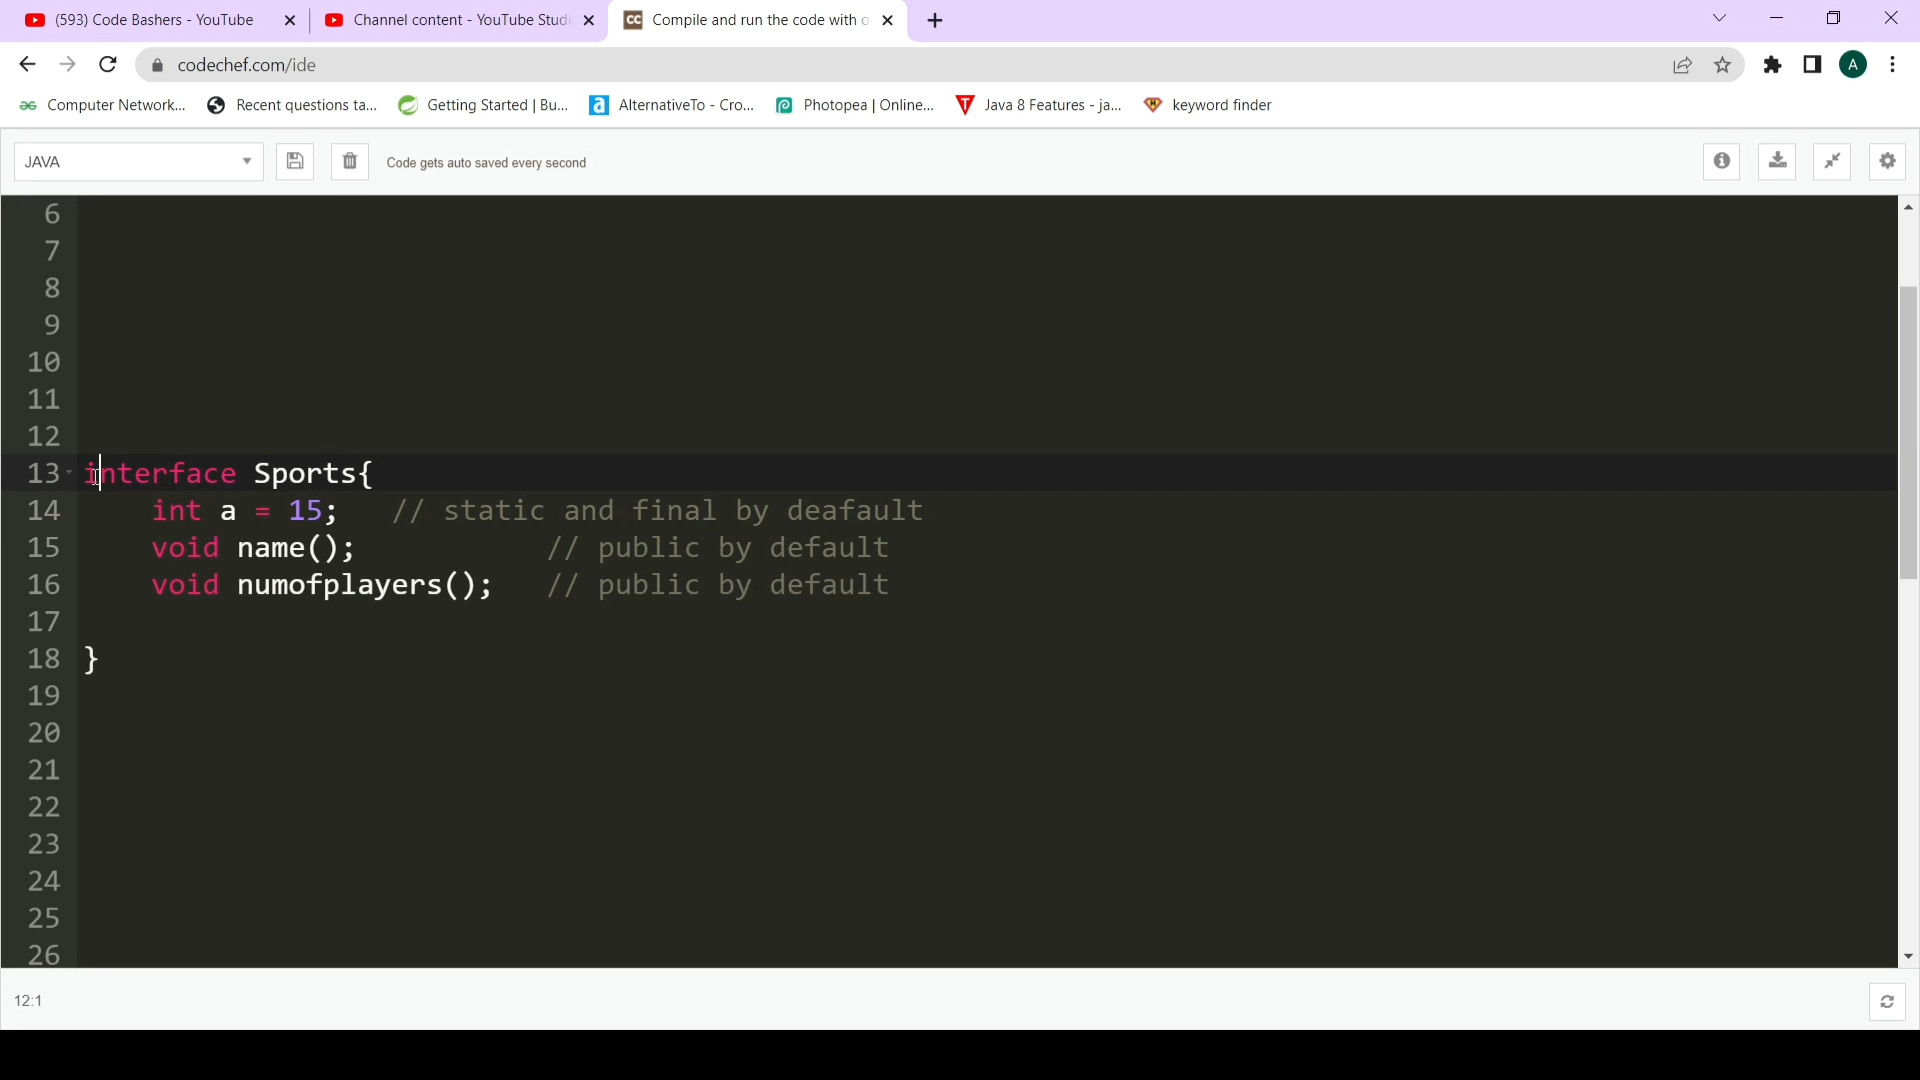 (593) Code Bashers - YouTube
Channel content - YouTube Studi
CC Compile and run the code with o
codechef.com/ide
A
Computer Network...
Recent questions ta...
Getting Started | Bu...
a AlternativeTo - Cro...
Photopea | Online...
T Java 8 Features - ja...
keyword finder
JAVA
Code gets auto saved every second
6
7
8
9
10
11
12
13 interface Sports{
14 int a = 15; // static and final by deafault
15 void name(); // public by default
16 void numofplayers(); // public by default
17
18 }
19
20
21
22
23
24
25
26
12:1